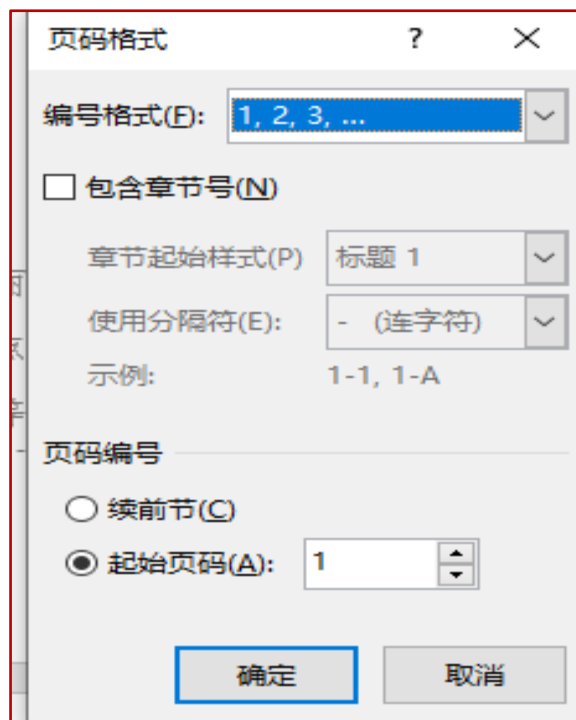 页码格式 ?
编号格式(F): 1, 2, 3, ...
包含章节号(N)
章节起始样式(P) 标题 1
使用分隔符(E): - (连字符)
示例: 1-1, 1-A
页码编号
续前节(C)
起始页码(A): 1
确定 取消